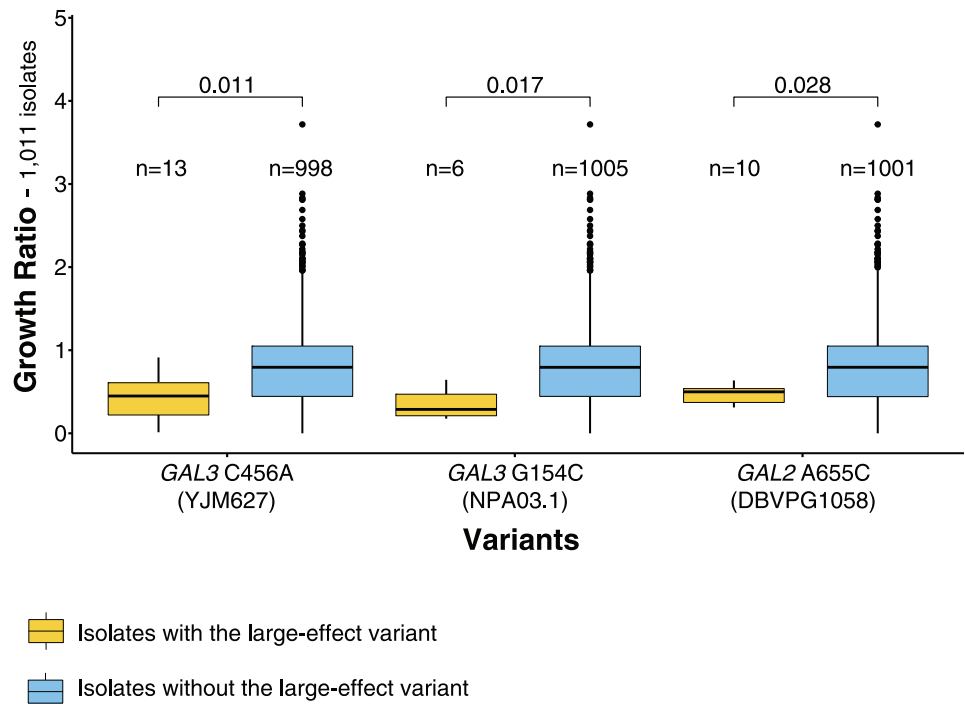 Growth Ratio - 1,011 isolates
5
4
3
2
1
0
0.011
0.017
0.028
n=13
n=998
n=6
n=1005
n=10
n=1001
GAL3 C456A
(YJM627)
GAL3 G154C
(NPA03.1)
GAL2 A655C
(DBVPG1058)
Variants
Isolates with the large-effect variant
Isolates without the large-effect variant